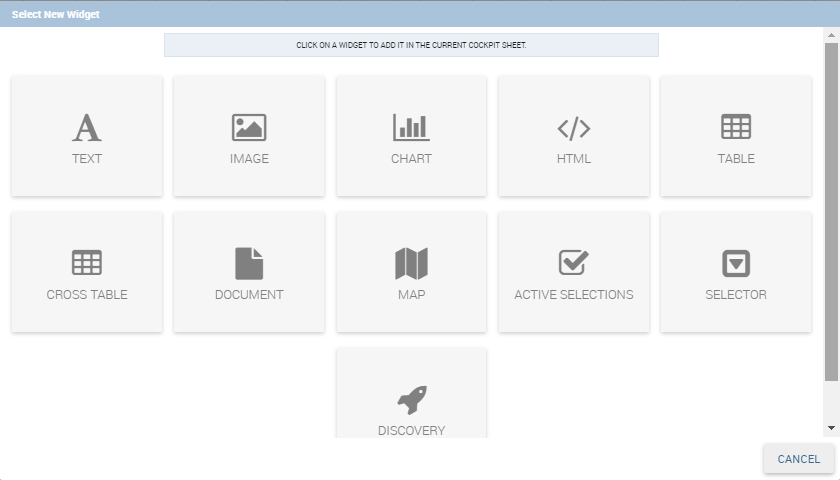 Select New Widget
CLICK ON A WIDGET TO ADD IT IN THE CURRENT COCKPIT SHEET.
TEXT
IMAGE
CHART
HTML
TABLE
CROSS TABLE
DOCUMENT
MAP
ACTIVE SELECTIONS
SELECTOR
DISCOVERY
CANCEL